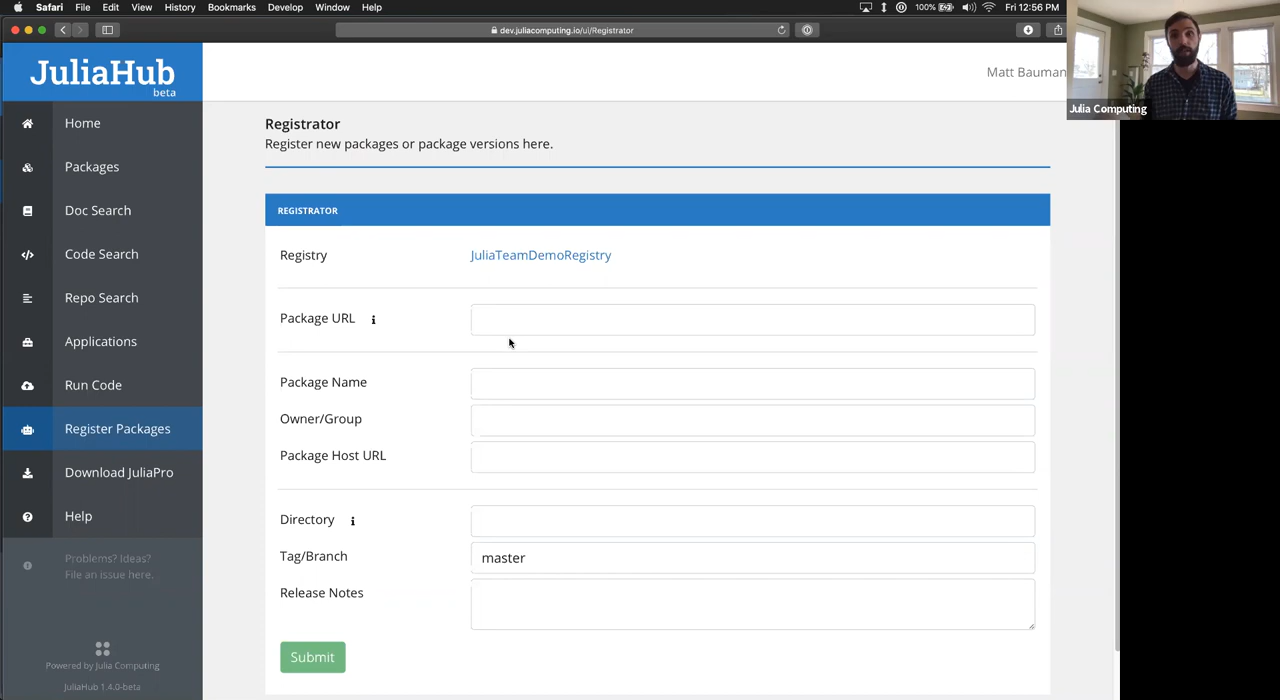 Safari File Edit View History Bookmarks Develop Window Help 100% Fri 12:56 PM
dev.juliacomputing.io/ui/Registrator
JuliaHub
beta
Matt Bauman
Julia Computing
Home
Packages
Doc Search
Code Search
Repo Search
Applications
Run Code
Register Packages
Download JuliaPro
Help
Problems? Ideas?
File an issue here.
Powered by Julia Computing
JuliaHub 1.4.0-beta
Registrator
Register new packages or package versions here.
REGISTRATOR
Registry JuliaTeamDemoRegistry
Package URL
Package Name
Owner/Group
Package Host URL
Directory
Tag/Branch master
Release Notes
Submit